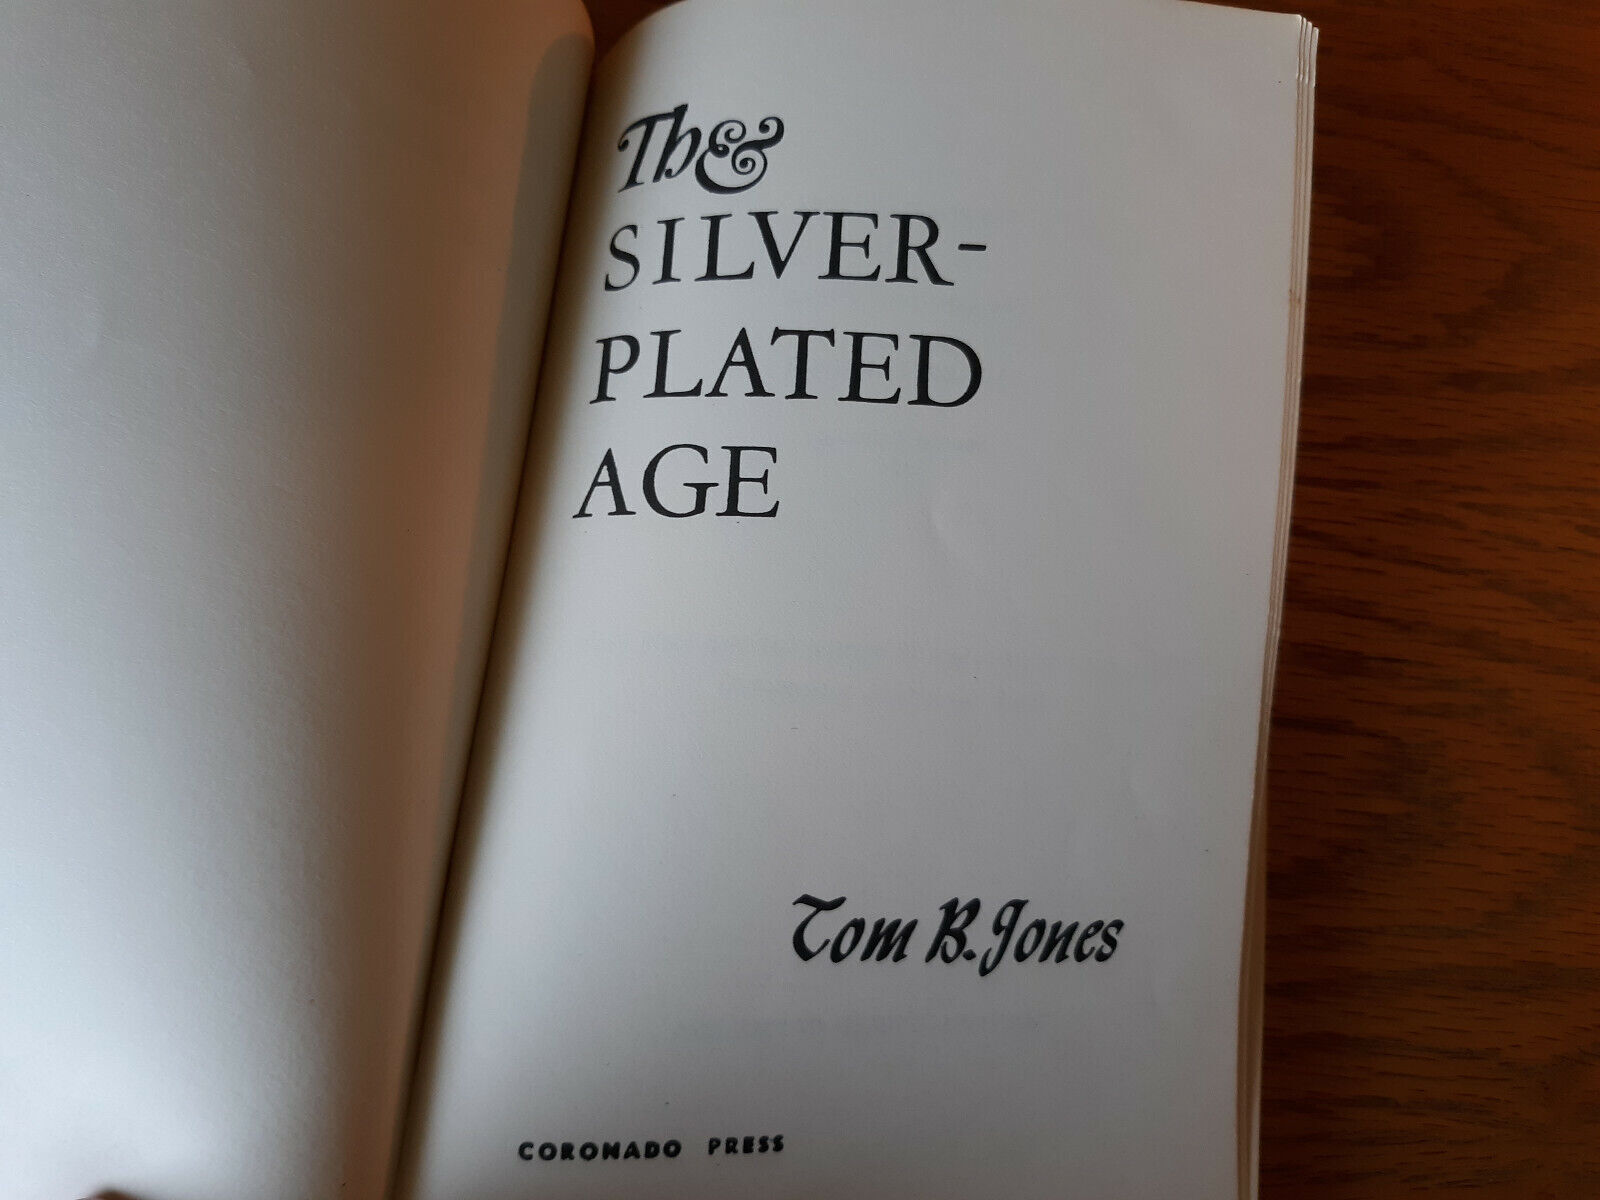 The
SILVER-
PLATED
AGE
Tom B. Jones
CORONADO PRESS